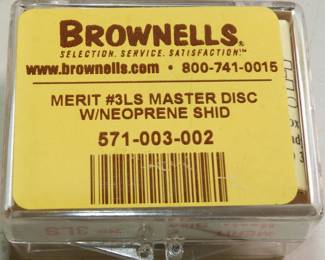 BROWNELLS®
SELECTION. SERVICE. SATISFACTION.™
www.brownells.com • 800-741-0015
MERIT #3LS MASTER DISC
W/NEOPRENE SHID
571-003-002